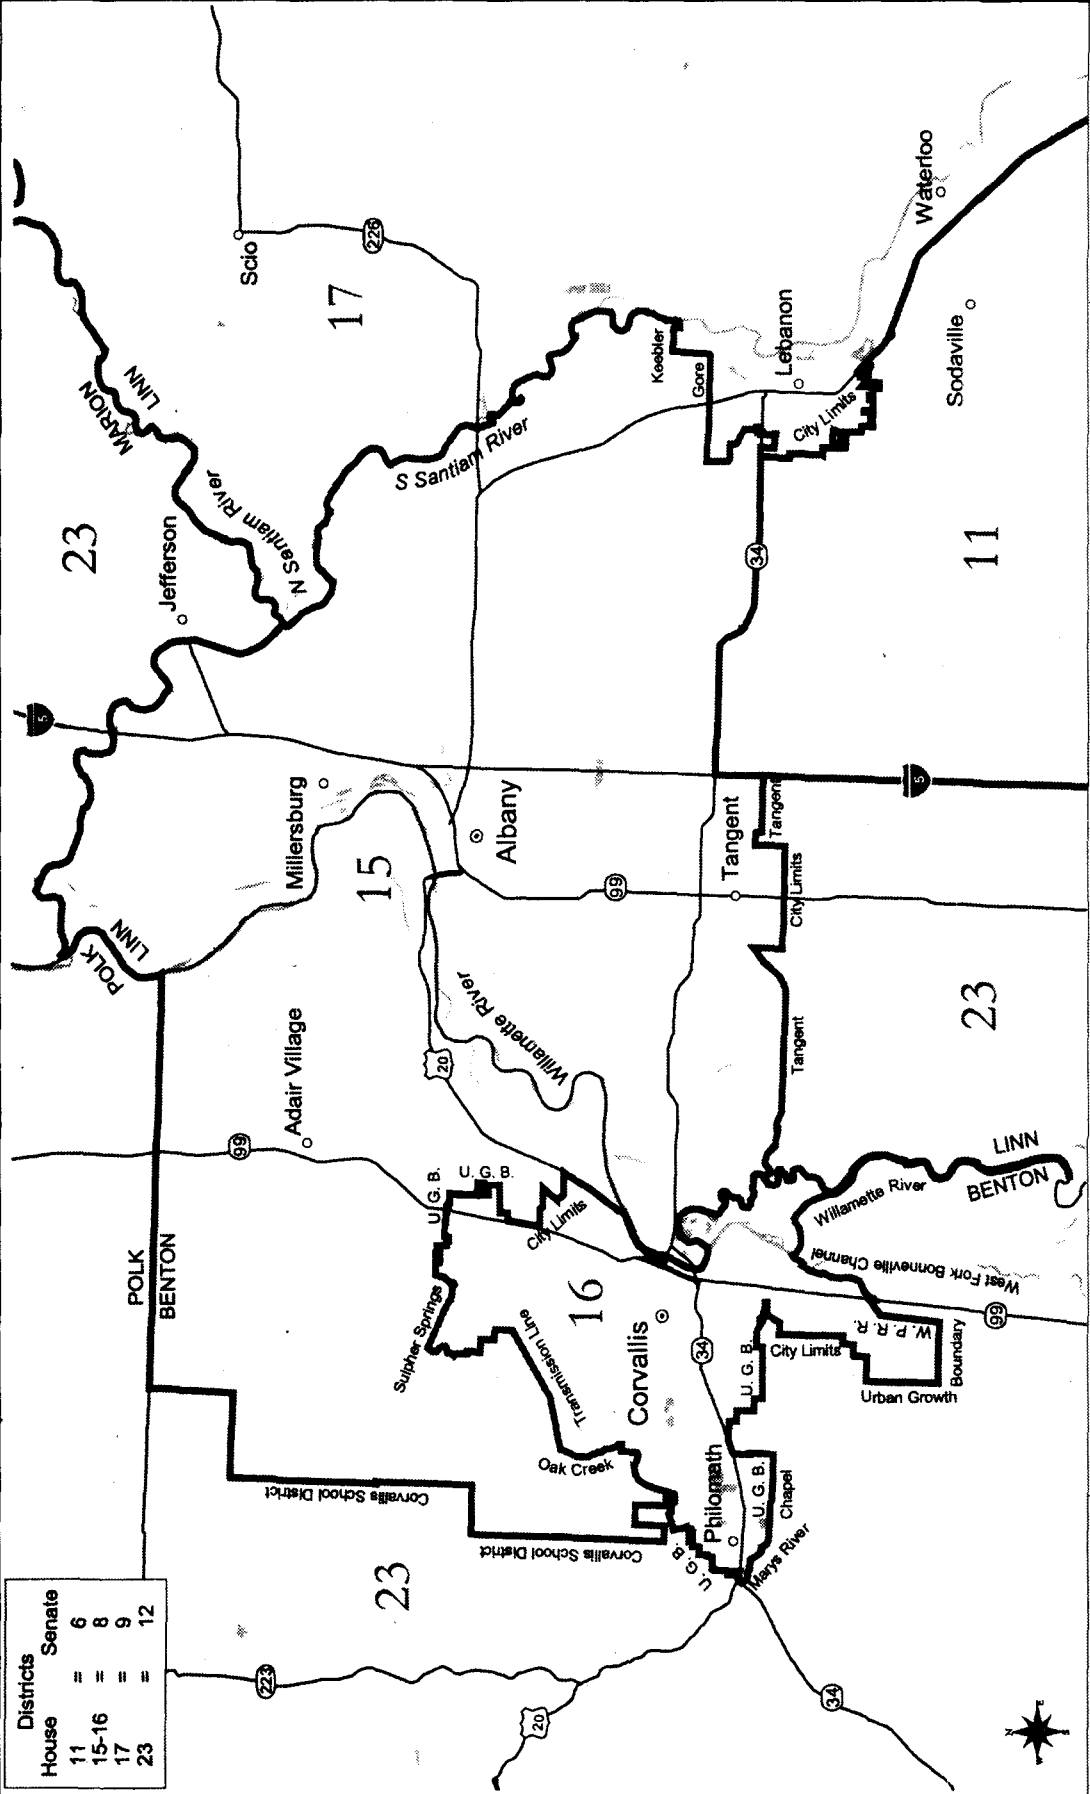 Districts
House Senate
11 = 6
15-16 = 8
17 = 9
23 = 12
223
20
34
23
Corvallis School District
Corvallis School District
POLK
BENTON
99
Adair Village
POLK
LINN
5
23
Jefferson
MARION
LINN
N Santiam River
Scio
17
226
Millersburg
15
Albany
S Santiam River
Keebler
Gore
Lebanon
City Limits
Waterloo
Sodaville
11
34
20
Willamette River
99
Tangent
Tangent
City Limits
Tangent
5
23
U. G. B.
U. G. B.
City Limits
Sulpher Springs
Transmission Line
16
Corvallis
Oak Creek
34
Philomath
U. G. B.
U. G. B.
Chapel
Marys River
U. G. B.
City Limits
W. P. R. R.
Urban Growth
Boundary
99
West Fork Bonneville Channel
Willamette River
LINN
BENTON
N
E
S
W